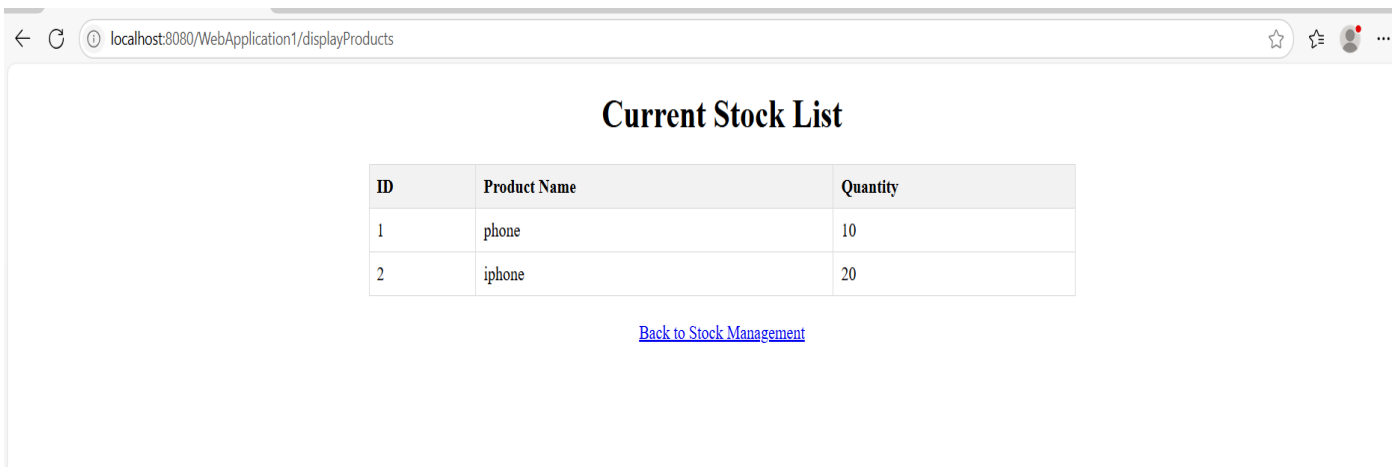 localhost:8080/WebApplication1/displayProducts
Current Stock List
ID Product Name Quantity
1 phone 10
2 iphone 20
Back to Stock Management